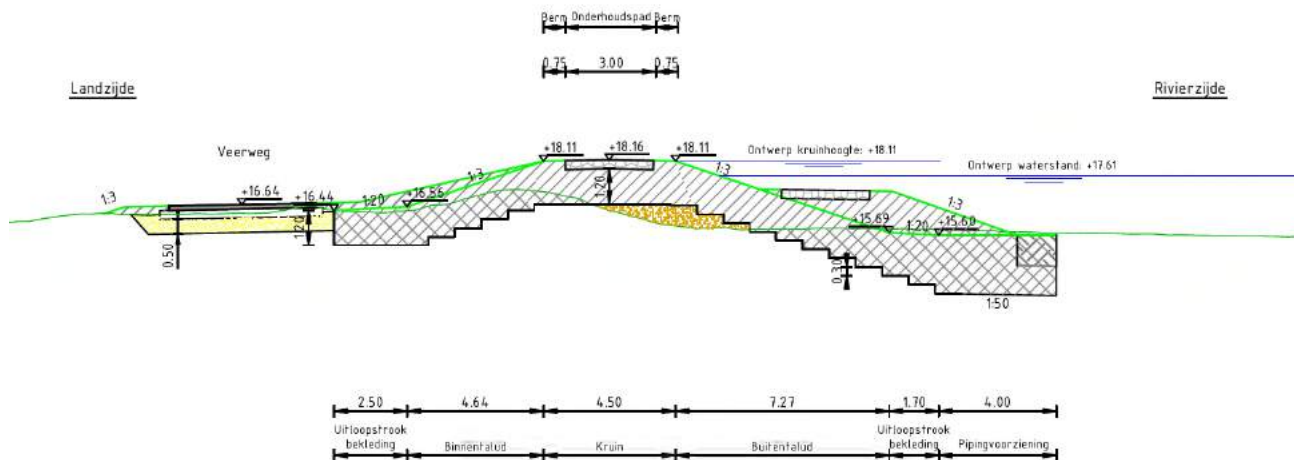 Berm Onderhoudspad Berm
0.75 3.00 0.75
Landzijde
Rivierzijde
Veerweg
+18.11 +18.16 +18.11
Ontwerp kruinhoogte: +18.11
Ontwerp waterstand: +17.61
1:3
1:3
1:3
1:3
1.20
+16.64 +16.44
1:20
+16.56
+15.69
1:20
+15.60
0.50
1.20
0.30
1:50
2.50 4.64 4.50 7.27 1.70 4.00
Uitloopstrook
bekleding
Binnentalud
Kruin
Buitentalud
Uitloopstrook
bekleding
Pipingvoorziening